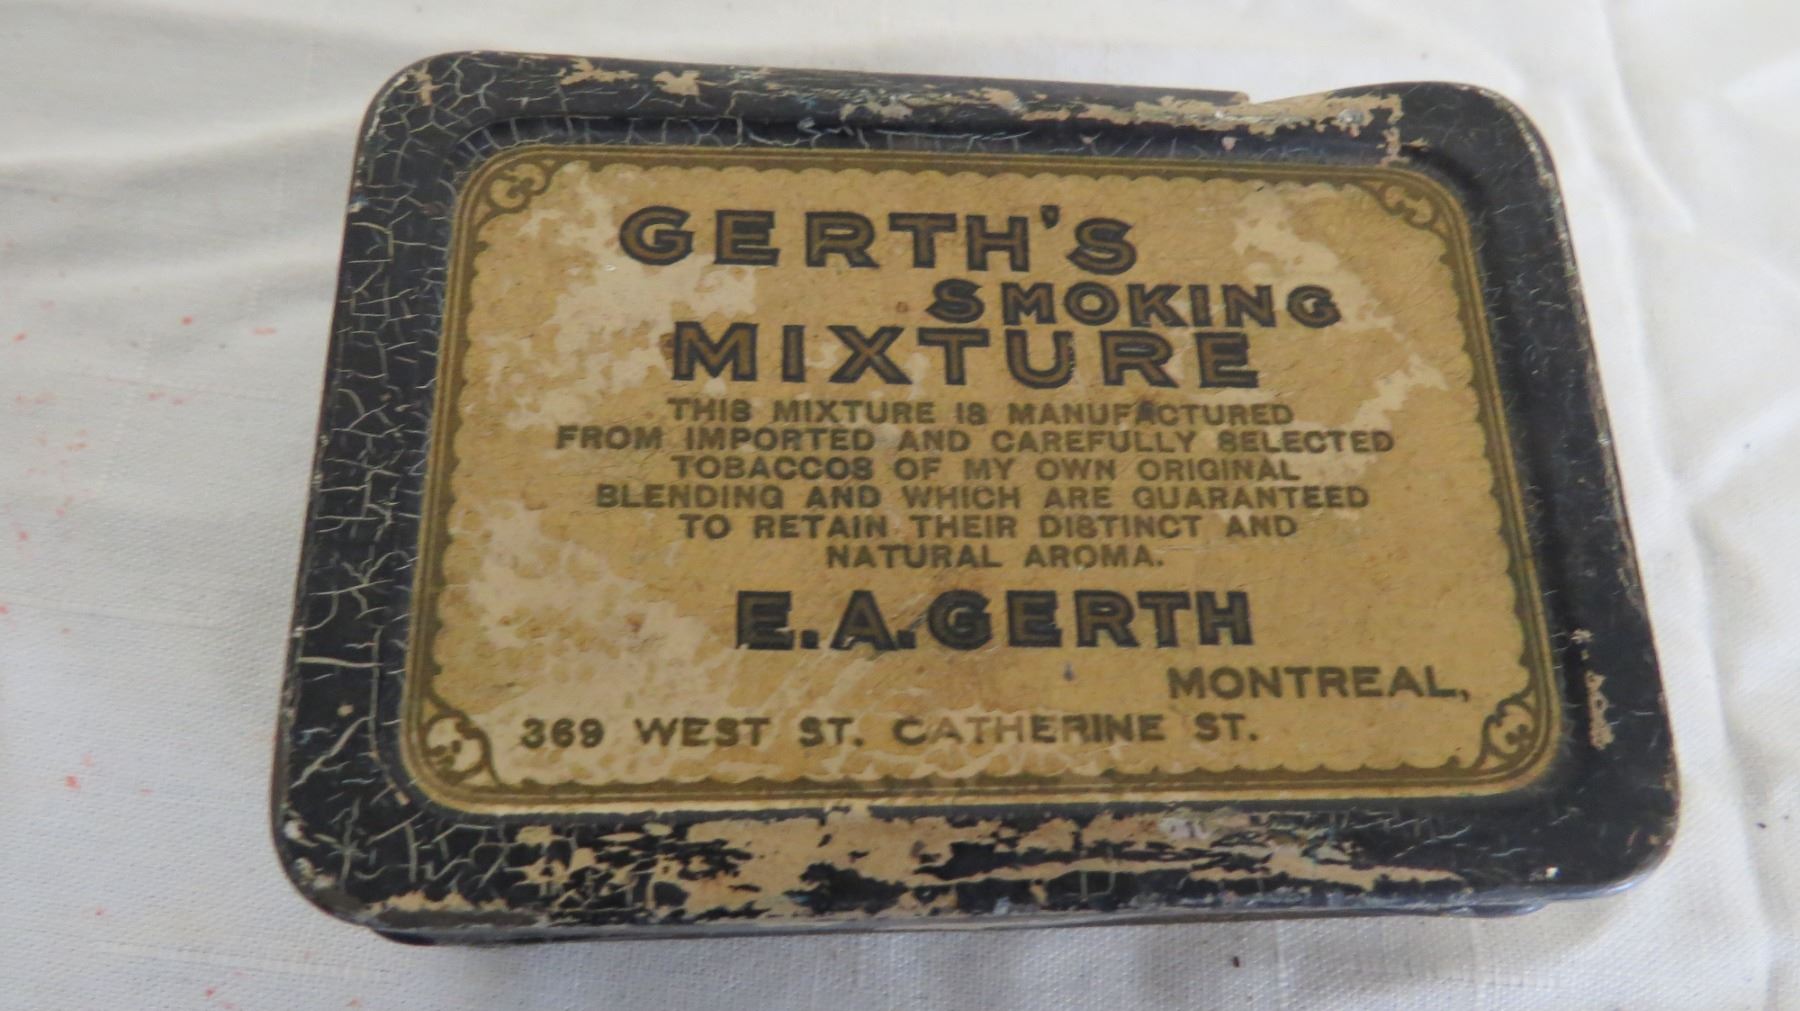 GERTH'S
SMOKING
MIXTURE
THIS MIXTURE IS MANUFACTURED
FROM IMPORTED AND CAREFULLY SELECTED
TOBACCOS OF MY OWN ORIGINAL
BLENDING AND WHICH ARE GUARANTEED
TO RETAIN THEIR DISTINCT AND
NATURAL AROMA.
E.A.GERTH
MONTREAL,
369 WEST ST. CATHERINE ST.